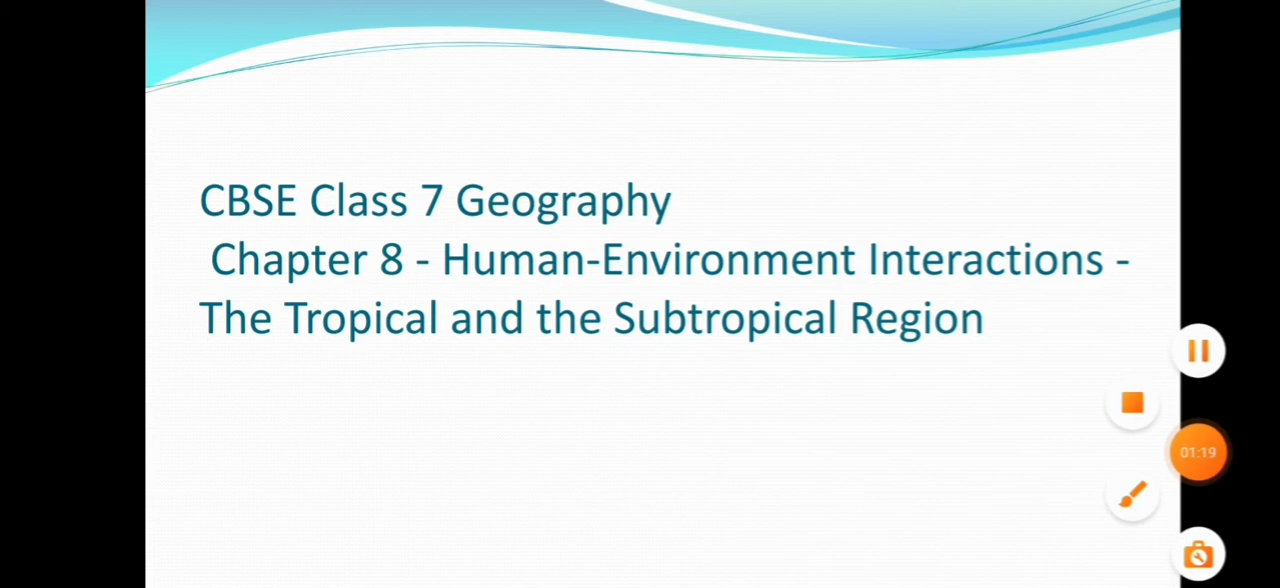 CBSE Class 7 Geography
Chapter 8 - Human-Environment Interactions -
The Tropical and the Subtropical Region
01:19